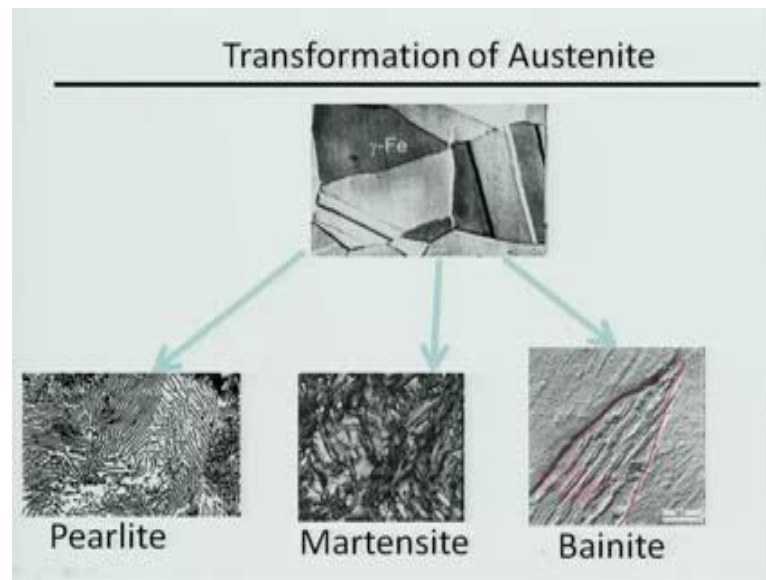 Transformation of Austenite
γ-Fe
Pearlite
Martensite
Bainite